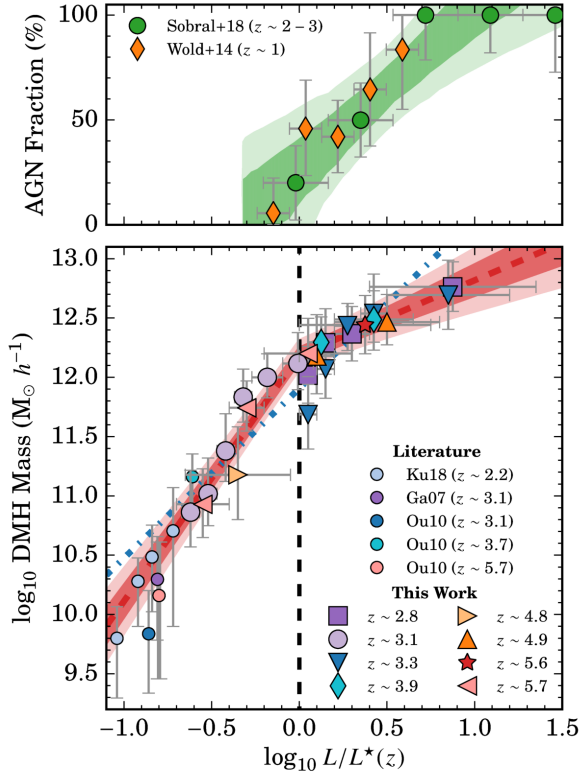 AGN Fraction (%)
100
50
0
Sobral+18 (z ∼ 2 − 3)
Wold+14 (z ∼ 1)
log10 DMH Mass (M⊙ h−1)
13.0
12.5
12.0
11.5
11.0
10.5
10.0
9.5
Literature
Ku18 (z ∼ 2.2)
Ga07 (z ∼ 3.1)
Ou10 (z ∼ 3.1)
Ou10 (z ∼ 3.7)
Ou10 (z ∼ 5.7)
This Work
z ∼ 2.8 z ∼ 4.8
z ∼ 3.1 z ∼ 4.9
z ∼ 3.3 z ∼ 5.6
z ∼ 3.9 z ∼ 5.7
−1.0 −0.5 0.0 0.5 1.0 1.5
log10 L/L⋆(z)